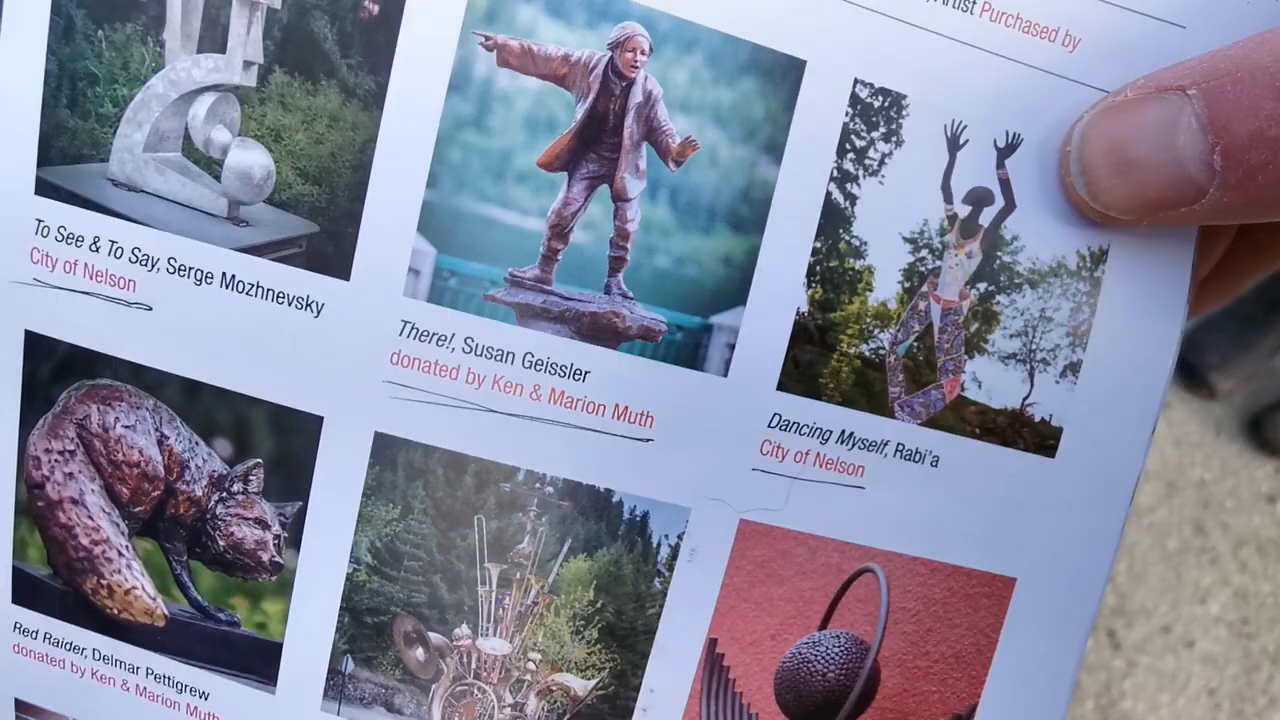 Artist Purchased by
To See & To Say, Serge Mozhnevsky
City of Nelson
There!, Susan Geissler
donated by Ken & Marion Muth
Dancing Myself, Rabi'a
City of Nelson
Red Raider, Delmar Pettigrew
donated by Ken & Marion Muth